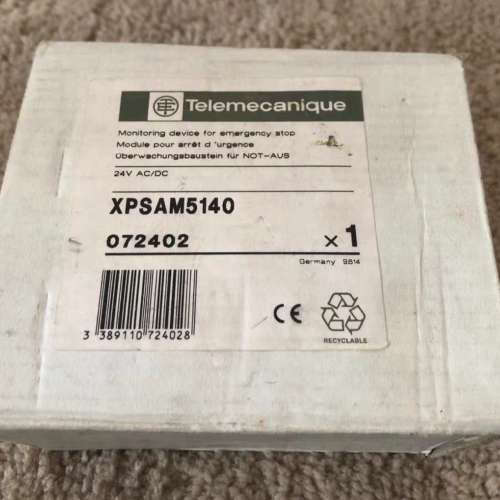 Telemecanique
Monitoring device for emergency stop
Module pour arrêt d'urgence
Überwachungsbaustein für NOT-AUS
24V AC/DC
XPSAM5140
072402 x1
Germany 9814
3 389110 724028
CE
RECYCLABLE